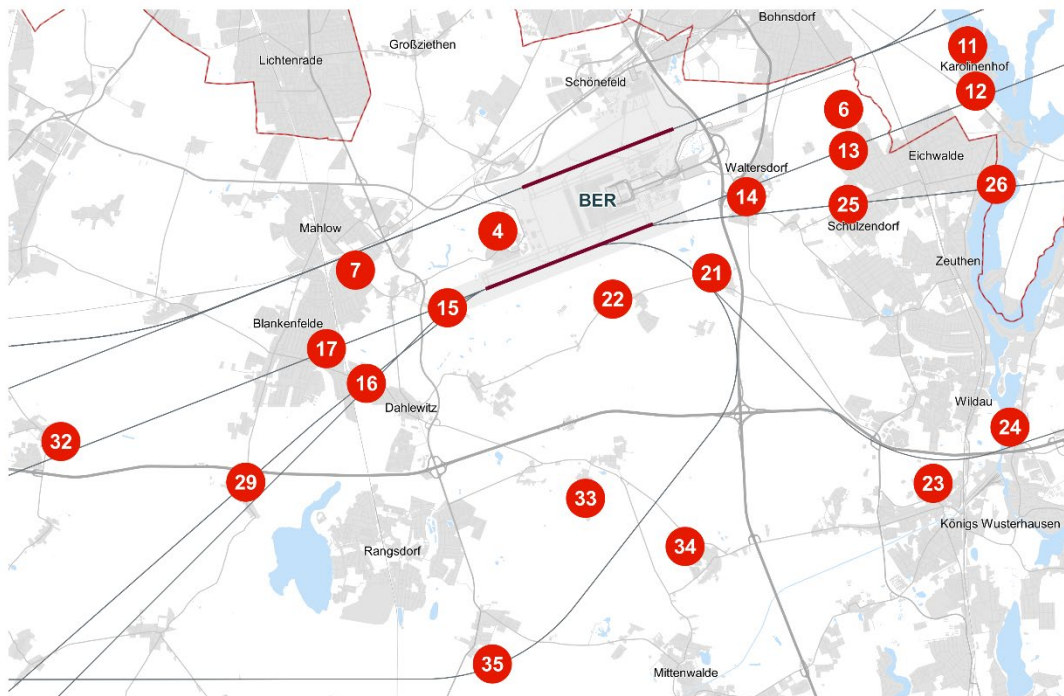 Bohnsdorf
Großziethen
11
Lichtenrade
Karolinenhof
Schönefeld
12
6
13
Eichwalde
Waltersdorf
26
14
BER
25
Schulzendorf
4
Mahlow
Zeuthen
7
21
22
15
Blankenfelde
17
16
Dahlewitz
Wildau
24
32
29
23
33
Königs Wusterhausen
34
Rangsdorf
35
Mittenwalde